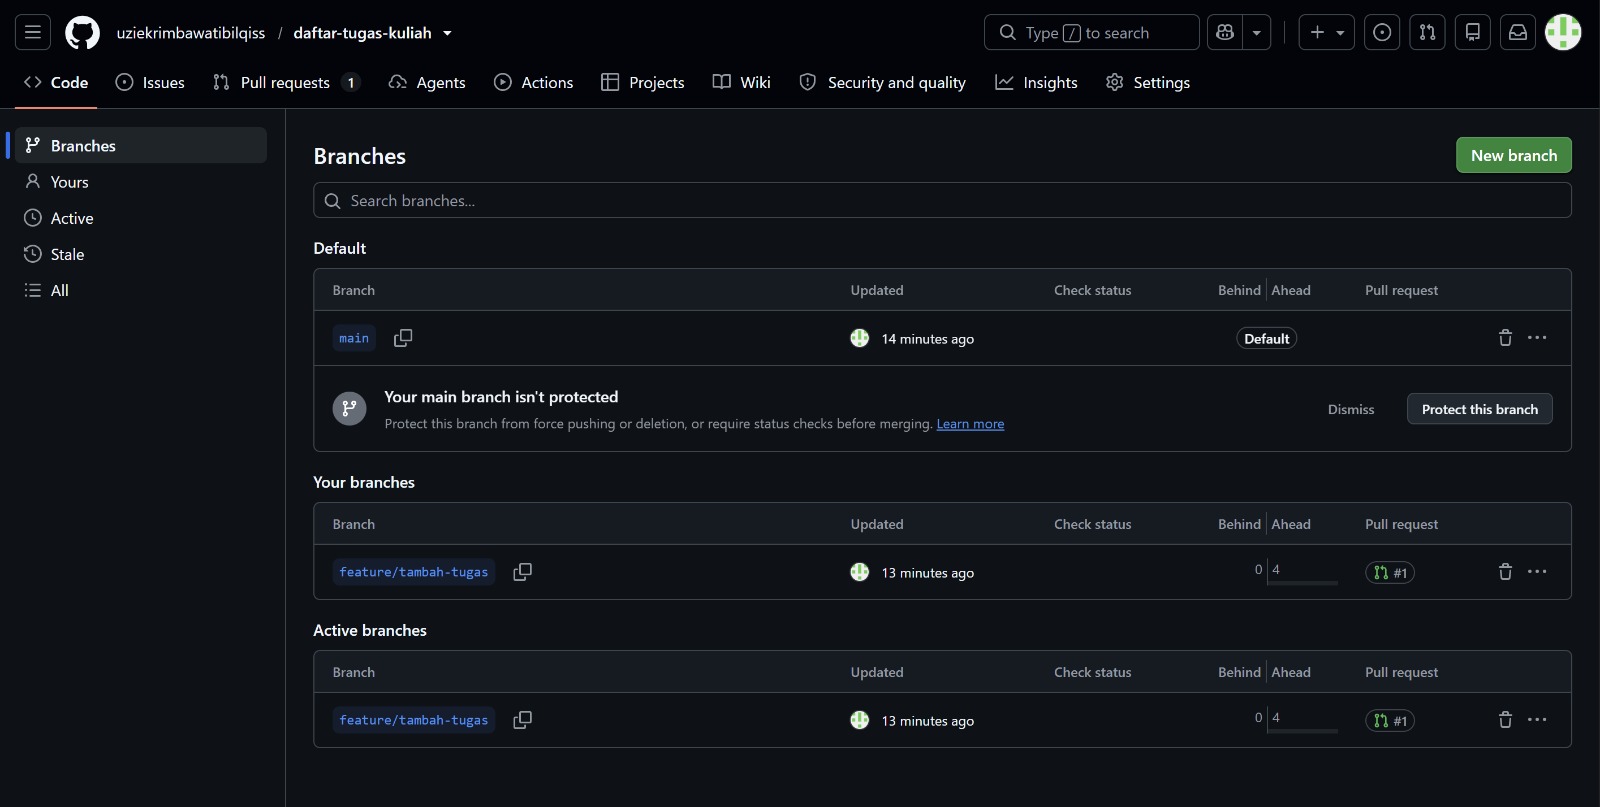 uziekrimbawatibilqiss / daftar-tugas-kuliah
Type / to search
Code Issues Pull requests 1 Agents Actions Projects Wiki Security and quality Insights Settings
Branches
Yours
Active
Stale
All
Branches
New branch
Search branches...
Default
Branch Updated Check status Behind Ahead Pull request
main 14 minutes ago Default
Your main branch isn't protected
Protect this branch from force pushing or deletion, or require status checks before merging. Learn more
Dismiss Protect this branch
Your branches
Branch Updated Check status Behind Ahead Pull request
feature/tambah-tugas 13 minutes ago 0 4 #1
Active branches
Branch Updated Check status Behind Ahead Pull request
feature/tambah-tugas 13 minutes ago 0 4 #1